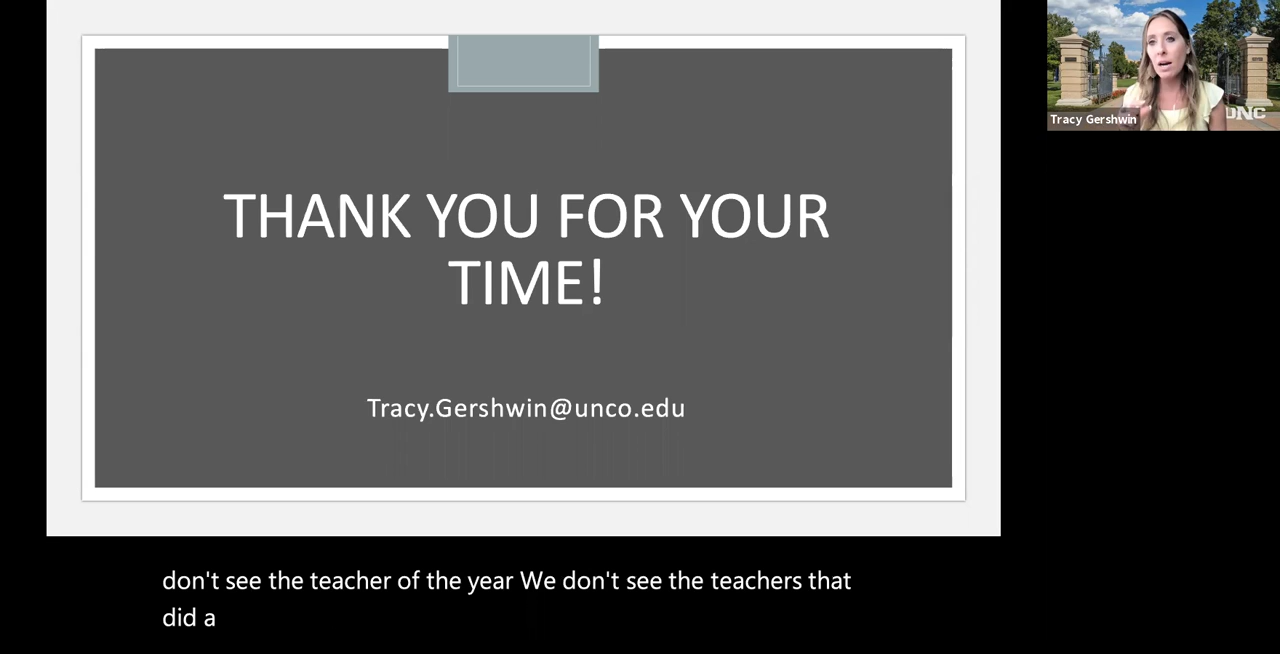 THANK YOU FOR YOUR
TIME!
Tracy.Gershwin@unco.edu
Tracy Gershwin
UNC
don't see the teacher of the year We don't see the teachers that
did a